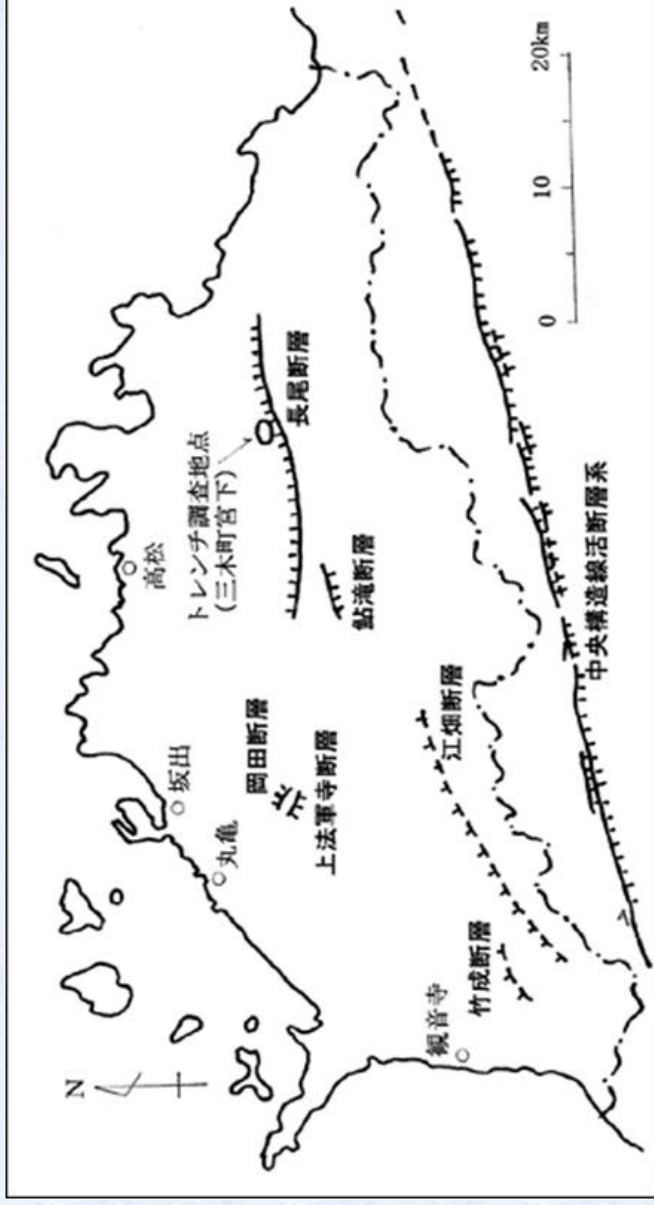 N
高松
坂出
丸亀
観音寺
トレンチ調査地点
(三木町宮下)
長尾断層
鮎滝断層
岡田断層
上法軍寺断層
江畑断層
竹成断層
中央構造線活断層系
0
10
20km